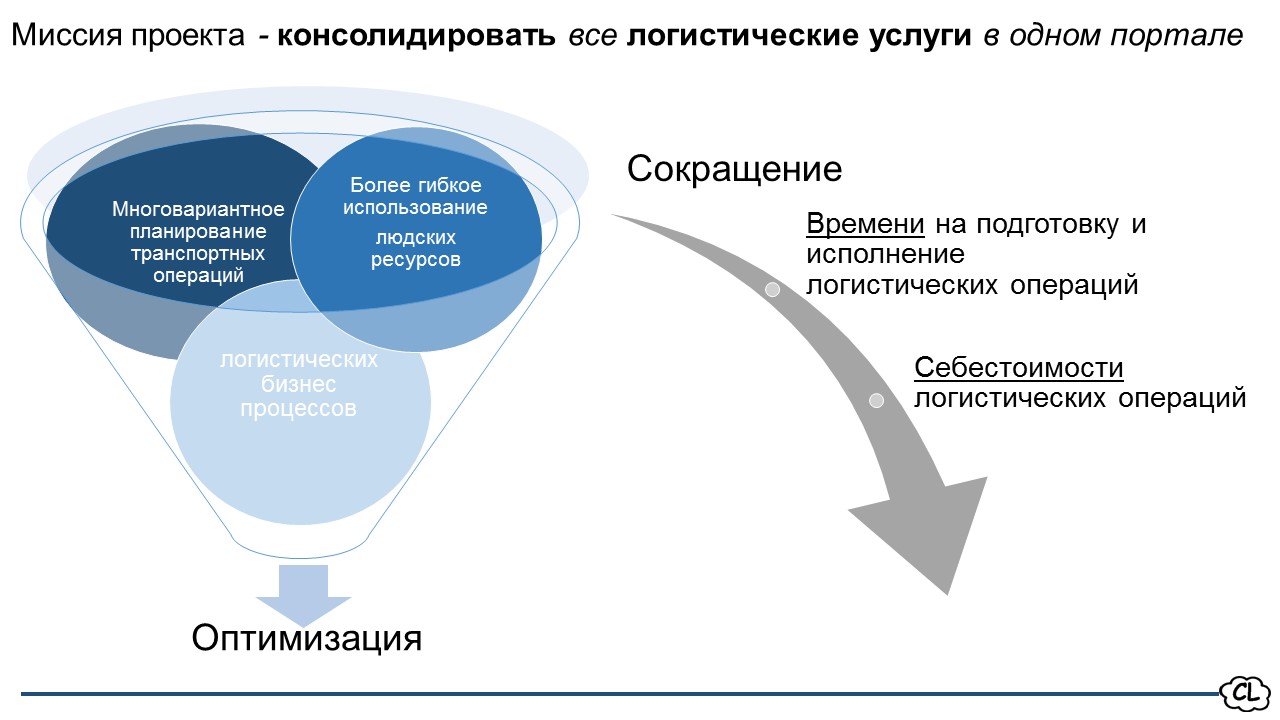 Миссия проекта - консолидировать все логистические услуги в одном портале
Многовариантное
планирование
транспортных
операций
Более гибкое
использование
людских
ресурсов
логистических
бизнес
процессов
Оптимизация
Сокращение
Времени на подготовку и
исполнение
логистических операций
Себестоимости
логистических операций
CL